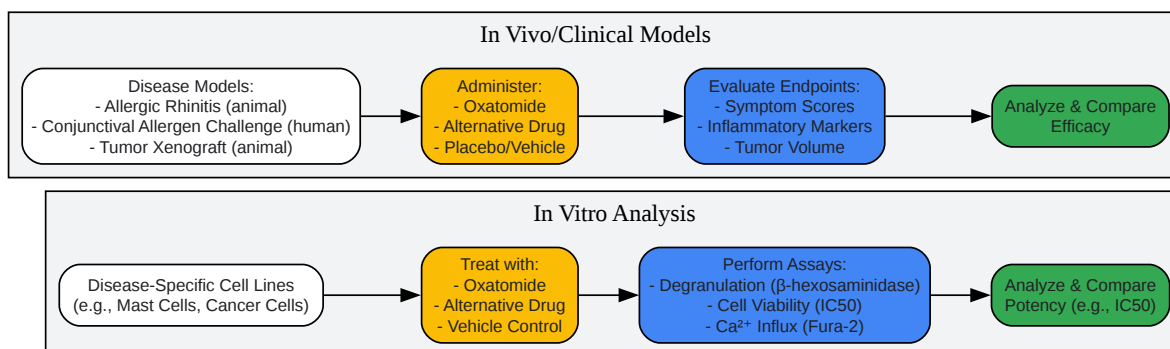 In Vivo/Clinical Models
Disease Models:
- Allergic Rhinitis (animal)
- Conjunctival Allergen Challenge (human)
- Tumor Xenograft (animal)
Administer:
- Oxatomide
- Alternative Drug
- Placebo/Vehicle
Evaluate Endpoints:
- Symptom Scores
- Inflammatory Markers
- Tumor Volume
Analyze & Compare
Efficacy
In Vitro Analysis
Disease-Specific Cell Lines
(e.g., Mast Cells, Cancer Cells)
Treat with:
- Oxatomide
- Alternative Drug
- Vehicle Control
Perform Assays:
- Degranulation (β-hexosaminidase)
- Cell Viability (IC50)
- Ca²⁺ Influx (Fura-2)
Analyze & Compare
Potency (e.g., IC50)